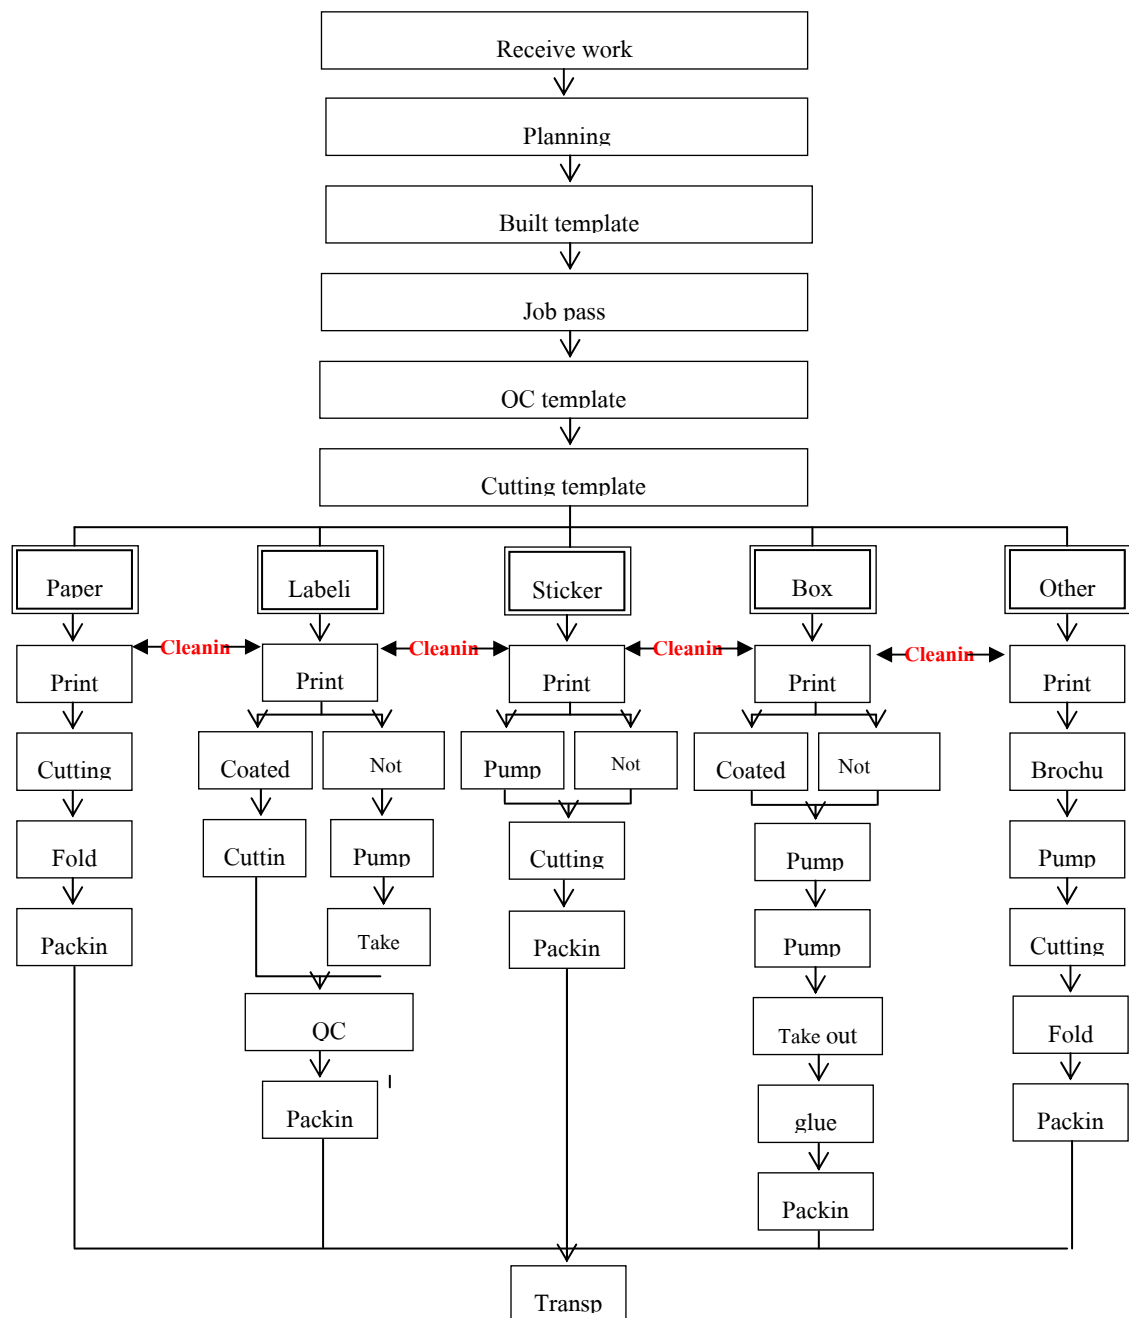 Receive work
Planning
Built template
Job pass
QC template
Cutting template
Paper
Labeli
Sticker
Box
Other
Cleanin
Cleanin
Cleanin
Cleanin
Print
Print
Print
Print
Print
Cutting
Coated
Not
Pump
Not
Coated
Not
Brochu
Fold
Cuttin
Pump
Cutting
Pump
Pump
Packin
Take
Packin
Pump
Cutting
QC
Take out
Fold
Packin
glue
Packin
Packin
Transp